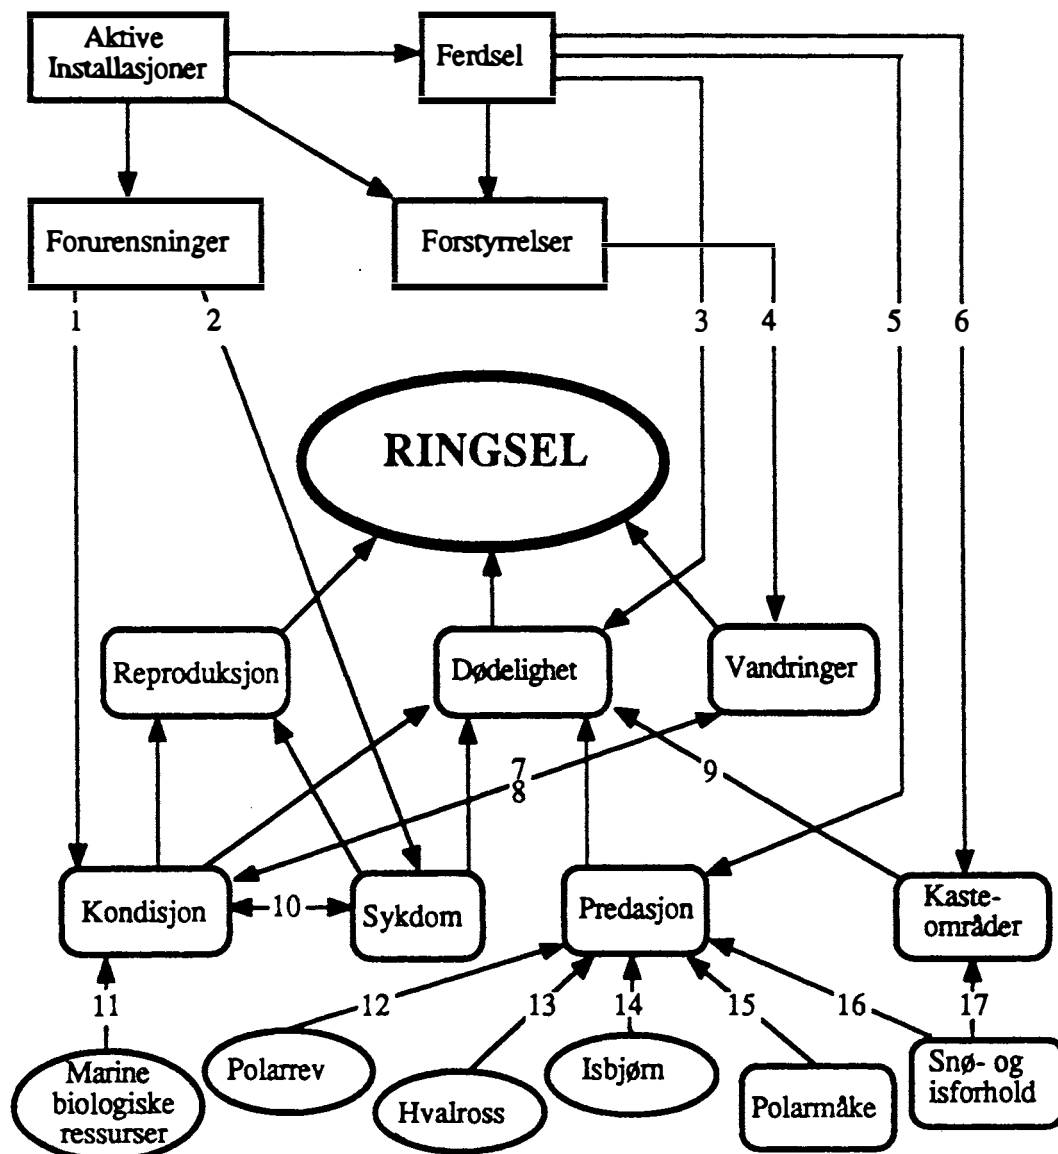 Aktive
Installasjoner
Ferdsel
Forurensninger
Forstyrrelser
1
2
3
4
5
6
RINGSEL
Reproduksjon
Dødelighet
Vandringer
7
8
9
Kondisjon
10
Sykdom
Predasjon
Kaste-
områder
11
12
13
14
15
16
17
Marine
biologiske
ressurser
Polarrev
Hvalross
Isbjørn
Polarmåke
Snø- og
isforhold